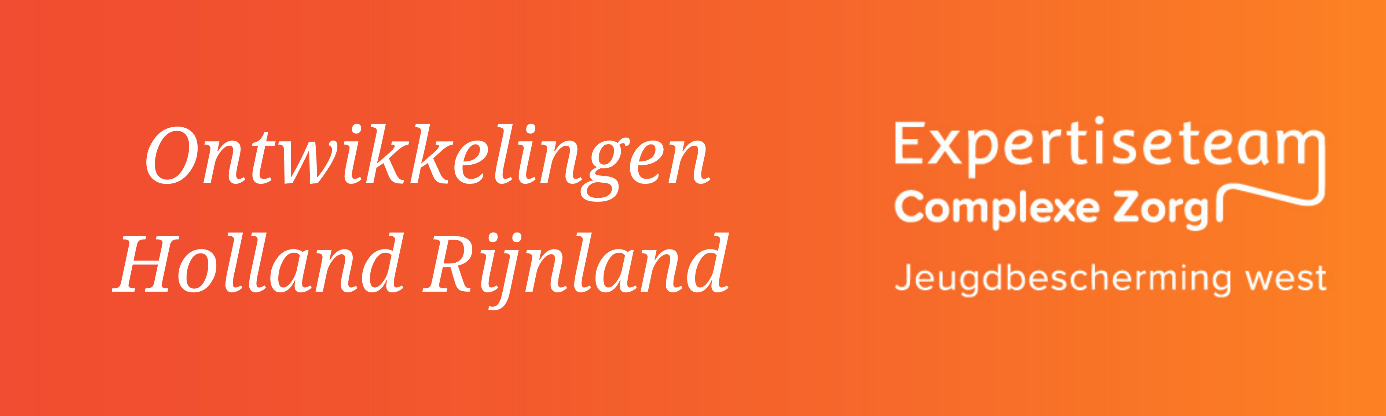 Ontwikkelingen
Holland Rijnland
Expertiseteam
Complexe Zorg
Jeugdbescherming west